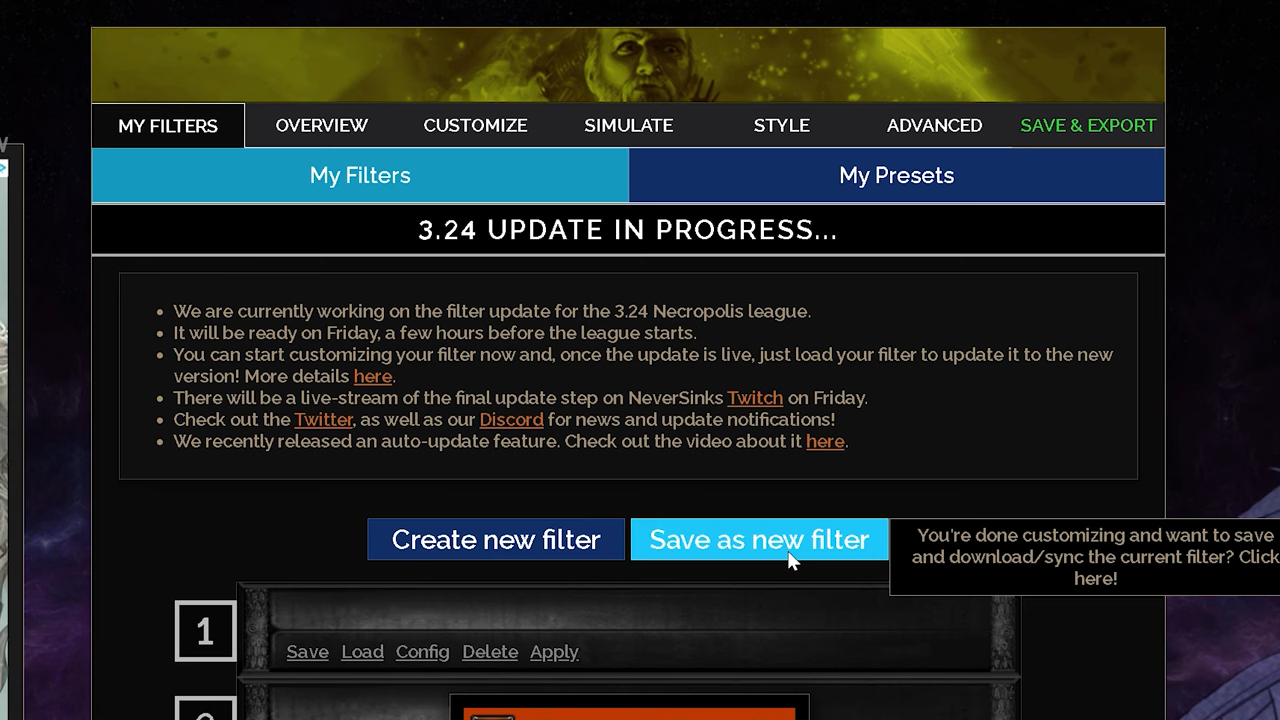 MY FILTERS OVERVIEW CUSTOMIZE SIMULATE STYLE ADVANCED SAVE & EXPORT
My Filters My Presets
3.24 UPDATE IN PROGRESS...
• We are currently working on the filter update for the 3.24 Necropolis league.
• It will be ready on Friday, a few hours before the league starts.
• You can start customizing your filter now and, once the update is live, just load your filter to update it to the new
version! More details here.
• There will be a live-stream of the final update step on NeverSinks Twitch on Friday.
• Check out the Twitter, as well as our Discord for news and update notifications!
• We recently released an auto-update feature. Check out the video about it here.
Create new filter Save as new filter
You're done customizing and want to save
and download/sync the current filter? Click
here!
1
Save Load Config Delete Apply